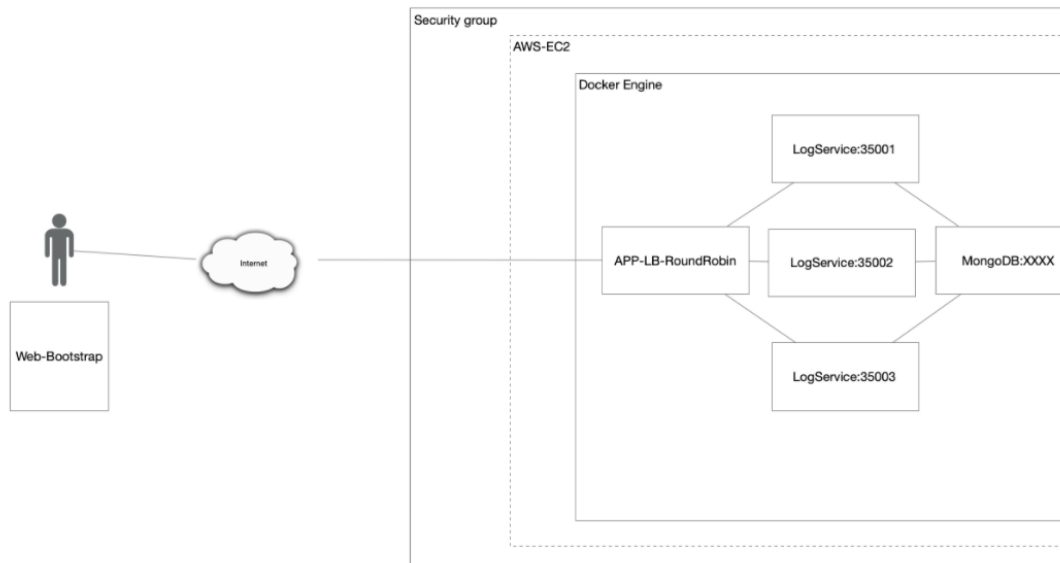 Security group
AWS-EC2
Docker Engine
LogService:35001
Internet
APP-LB-RoundRobin
LogService:35002
MongoDB:XXXX
Web-Bootstrap
LogService:35003